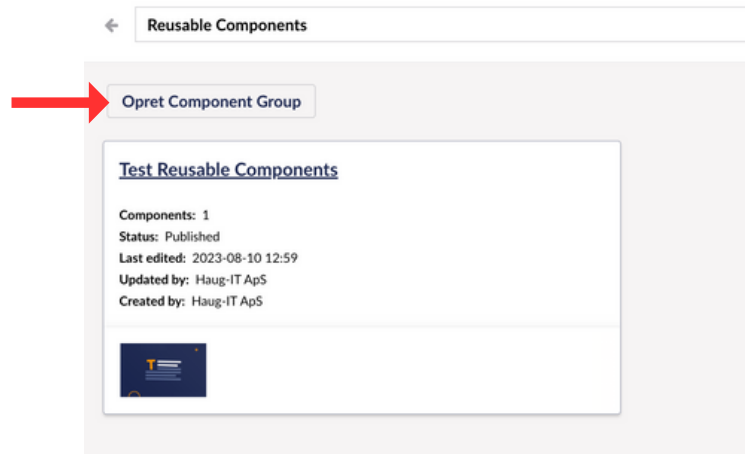 Reusable Components
Opret Component Group
Test Reusable Components
Components: 1
Status: Published
Last edited: 2023-08-10 12:59
Updated by: Haug-IT ApS
Created by: Haug-IT ApS
T